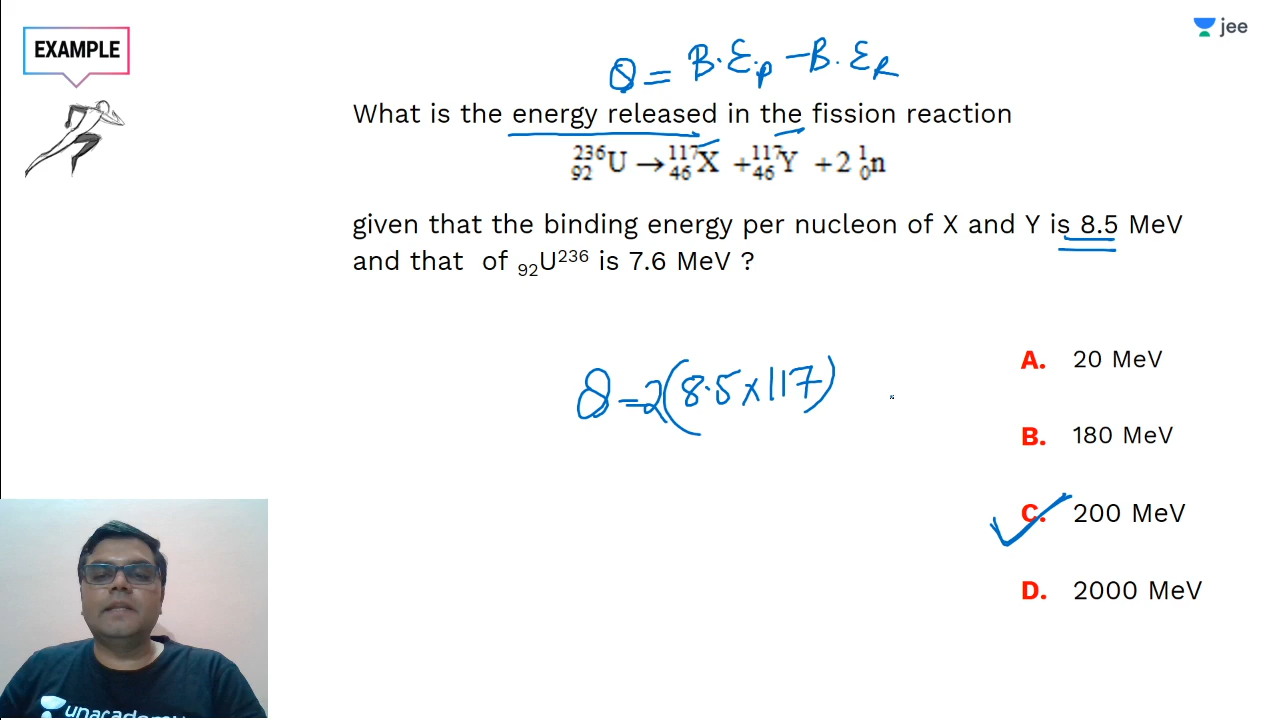 EXAMPLE
jee
Q = B.E.P - B.E.R
What is the energy released in the fission reaction
²³⁶₉₂U → ¹¹⁷₄₆X + ¹¹⁷₄₆Y + 2 ¹₀n
given that the binding energy per nucleon of X and Y is 8.5 MeV
and that of ₉₂U²³⁶ is 7.6 MeV ?
Q = 2(8.5 x 117)
A. 20 MeV
B. 180 MeV
C. 200 MeV
D. 2000 MeV